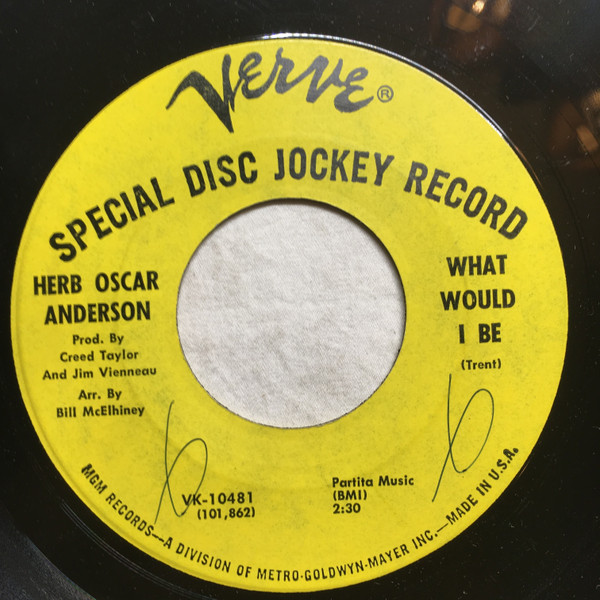 VERVE®
SPECIAL DISC JOCKEY RECORD
HERB OSCAR
ANDERSON
Prod. By
Creed Taylor
And Jim Vienneau
Arr. By
Bill McElhiney
WHAT
WOULD
I BE
(Trent)
6
6
VK-10481
(101,862)
Partita Music
(BMI)
2:30
MGM RECORDS—A DIVISION OF METRO-GOLDWYN-MAYER INC.—MADE IN U.S.A.